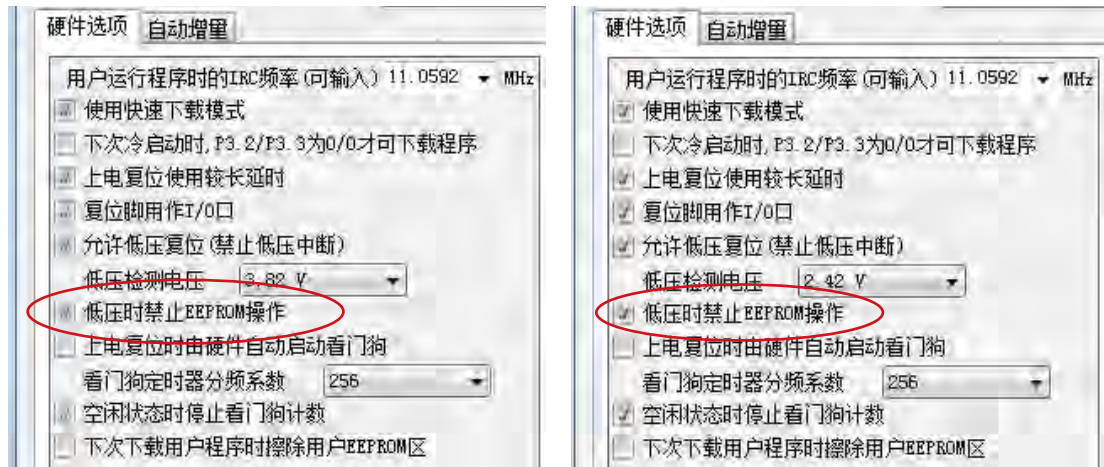 硬件选项 自动增量
用户运行程序时的IRC频率(可输入) 11.0592 MHz
使用快速下载模式
下次冷启动时,P3.2/P3.3为0/0才可下载程序
上电复位使用较长延时
复位脚用作I/O口
允许低压复位(禁止低压中断)
低压检测电压 3.82 V
低压时禁止EEPROM操作
上电复位时由硬件自动启动看门狗
看门狗定时器分频系数 256
空闲状态时停止看门狗计数
下次下载用户程序时擦除用户EEPROM区
硬件选项 自动增量
用户运行程序时的IRC频率(可输入) 11.0592 MHz
使用快速下载模式
下次冷启动时,P3.2/P3.3为0/0才可下载程序
上电复位使用较长延时
复位脚用作I/O口
允许低压复位(禁止低压中断)
低压检测电压 2.42 V
低压时禁止EEPROM操作
上电复位时由硬件自动启动看门狗
看门狗定时器分频系数 256
空闲状态时停止看门狗计数
下次下载用户程序时擦除用户EEPROM区